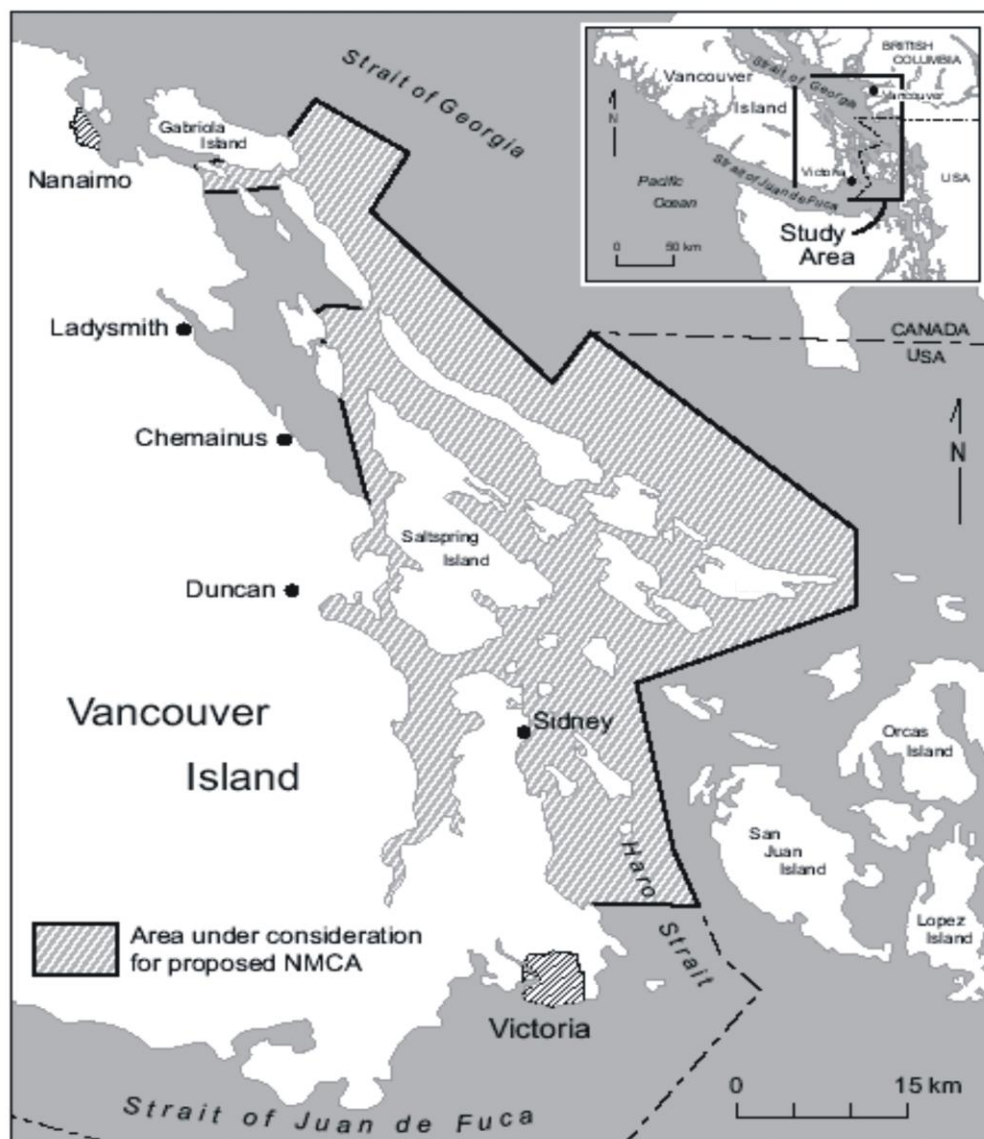 Strait of Georgia
Gabriola
Island
Nanaimo
Ladysmith
Chemainus
Duncan
Saltspring
Island
Vancouver
Island
Sidney
Haro
Strait
CANADA
USA
N
Orcas
Island
San
Juan
Island
Lopez
Island
Area under consideration
for proposed NMCA
Victoria
Strait of Juan de Fuca
0 15 km
BRITISH
COLUMBIA
Vancouver
Island
Strait of Georgia
Vancouver
N
Victoria
USA
Strait of Juan de Fuca
Pacific
Ocean
0 50 km
Study
Area